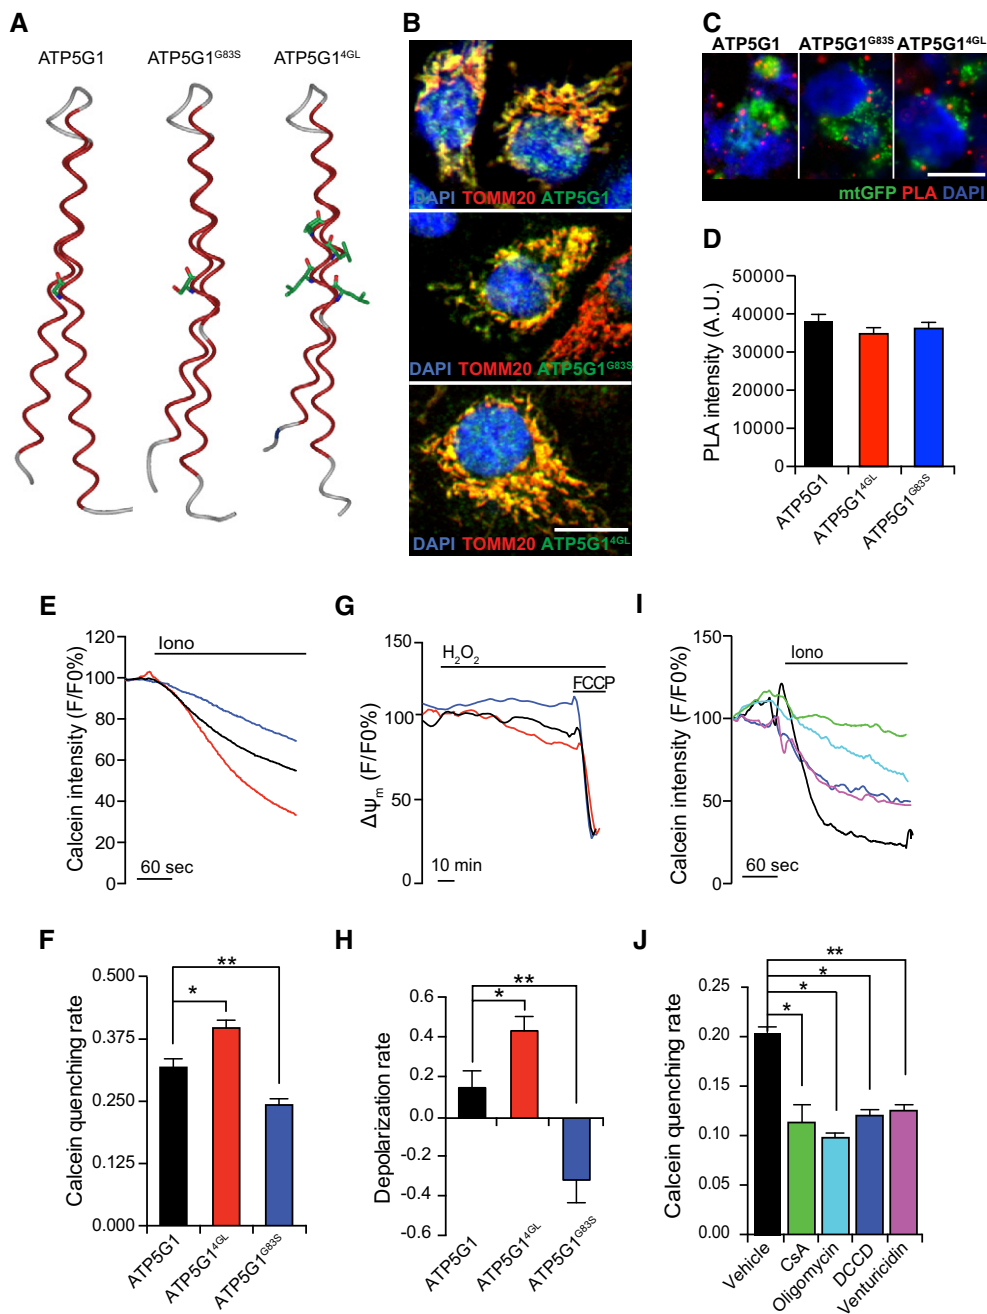 A
ATP5G1 ATP5G1G83S ATP5G14GL
B
DAPI TOMM20 ATP5G1
DAPI TOMM20 ATP5G1G83S
DAPI TOMM20 ATP5G14GL
C
ATP5G1 ATP5G1G83S ATP5G14GL
mtGFP PLA DAPI
D
PLA intensity (A.U.)
50000
40000
30000
20000
10000
0
ATP5G1
ATP5G14GL
ATP5G1G83S
E
Calcein intensity (F/F0%)
120
100
80
60
40
20
0
Iono
60 sec
G
Δψm (F/F0%)
150
100
50
0
H2O2
FCCP
10 min
I
Calcein intensity (F/F0%)
150
100
50
0
Iono
60 sec
F
Calcein quenching rate
0.500
0.375
0.250
0.125
0.000
**
*
ATP5G1
ATP5G14GL
ATP5G1G83S
H
Depolarization rate
0.6
0.4
0.2
0.0
-0.2
-0.4
-0.6
**
*
ATP5G1
ATP5G14GL
ATP5G1G83S
J
Calcein quenching rate
0.25
0.20
0.15
0.10
0.05
0.00
**
*
*
*
Vehicle
CsA
Oligomycin
DCCD
Venturicidin